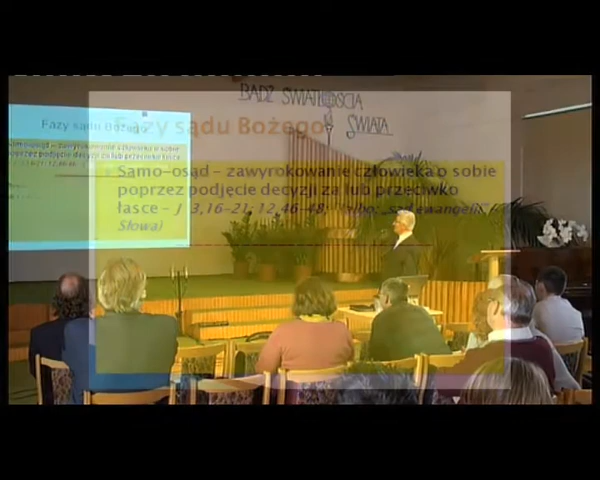 BĄDŹ ŚWIATŁOŚCIĄ
ŚWIATA
Fazy sądu Bożego
Fazy sądu Bożego
Samo-osąd – zawyrokowanie człowieka o sobie
poprzez podjęcie decyzji za lub przeciwko
łasce – J 3,16-21; 12,46-48;
Słowa)